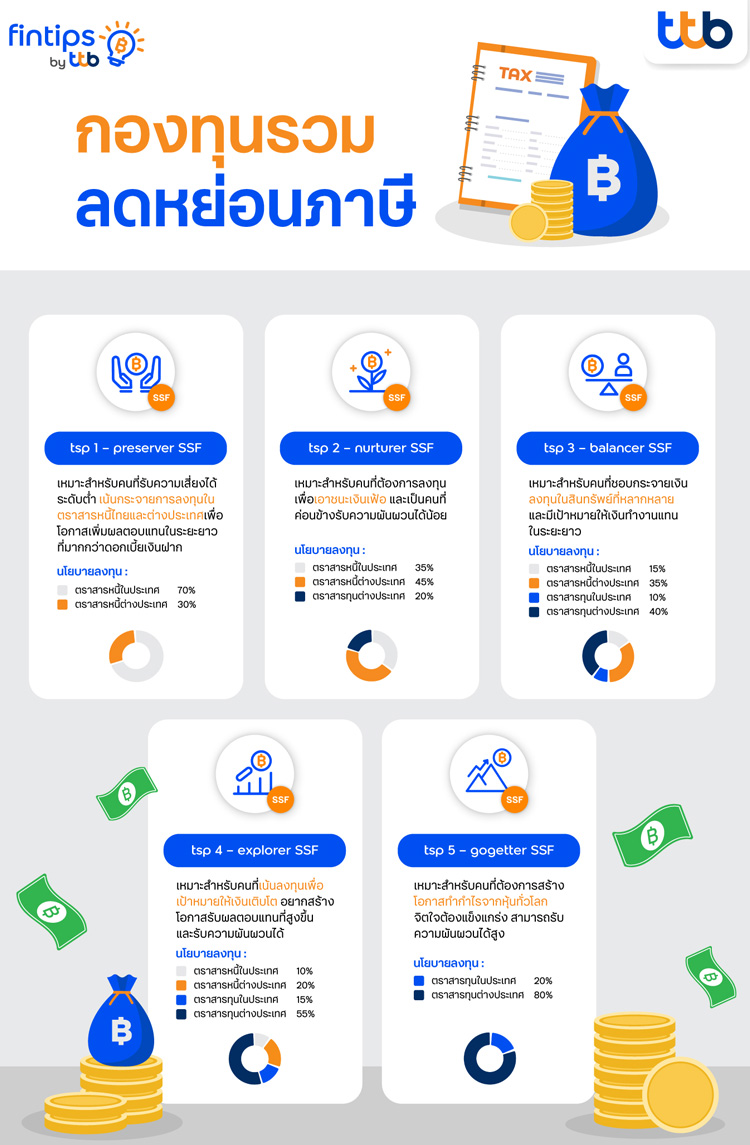 fintips
by ttb
ttb
TAX
กองทุนรวม
ลดหย่อนภาษี
SSF
tsp 1 – preserver SSF
เหมาะสำหรับคนที่รับความเสี่ยงได้
ระดับต่ำ เน้นกระจายการลงทุนใน
ตราสารหนี้ไทยและต่างประเทศเพื่อ
โอกาสเพิ่มผลตอบแทนในระยะยาว
ที่มากกว่าดอกเบี้ยเงินฝาก
นโยบายลงทุน :
ตราสารหนี้ในประเทศ 70%
ตราสารหนี้ต่างประเทศ 30%
SSF
tsp 2 – nurturer SSF
เหมาะสำหรับคนที่ต้องการลงทุน
เพื่อเอาชนะเงินเฟ้อ และเป็นคนที่
ค่อนข้างรับความผันผวนได้น้อย
นโยบายลงทุน :
ตราสารหนี้ในประเทศ 35%
ตราสารหนี้ต่างประเทศ 45%
ตราสารทุนต่างประเทศ 20%
SSF
tsp 3 – balancer SSF
เหมาะสำหรับคนที่ชอบกระจายเงิน
ลงทุนในสินทรัพย์ที่หลากหลาย
และมีเป้าหมายให้เงินทำงานแทน
ในระยะยาว
นโยบายลงทุน :
ตราสารหนี้ในประเทศ 15%
ตราสารหนี้ต่างประเทศ 35%
ตราสารทุนในประเทศ 10%
ตราสารทุนต่างประเทศ 40%
SSF
tsp 4 – explorer SSF
เหมาะสำหรับคนที่เน้นลงทุนเพื่อ
เป้าหมายให้เงินเติบโต อยากสร้าง
โอกาสรับผลตอบแทนที่สูงขึ้น
และรับความผันผวนได้
นโยบายลงทุน :
ตราสารหนี้ในประเทศ 10%
ตราสารหนี้ต่างประเทศ 20%
ตราสารทุนในประเทศ 15%
ตราสารทุนต่างประเทศ 55%
SSF
tsp 5 – gogetter SSF
เหมาะสำหรับคนที่ต้องการสร้าง
โอกาสทำกำไรจากหุ้นทั่วโลก
จิตใจต้องแข็งแกร่ง สามารถรับ
ความผันผวนได้สูง
นโยบายลงทุน :
ตราสารทุนในประเทศ 20%
ตราสารทุนต่างประเทศ 80%